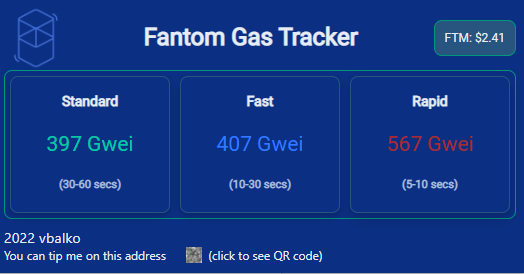 Fantom Gas Tracker
FTM: $2.41
Standard
397 Gwei
(30-60 secs)
Fast
407 Gwei
(10-30 secs)
Rapid
567 Gwei
(5-10 secs)
2022 vbalko
You can tip me on this address (click to see QR code)